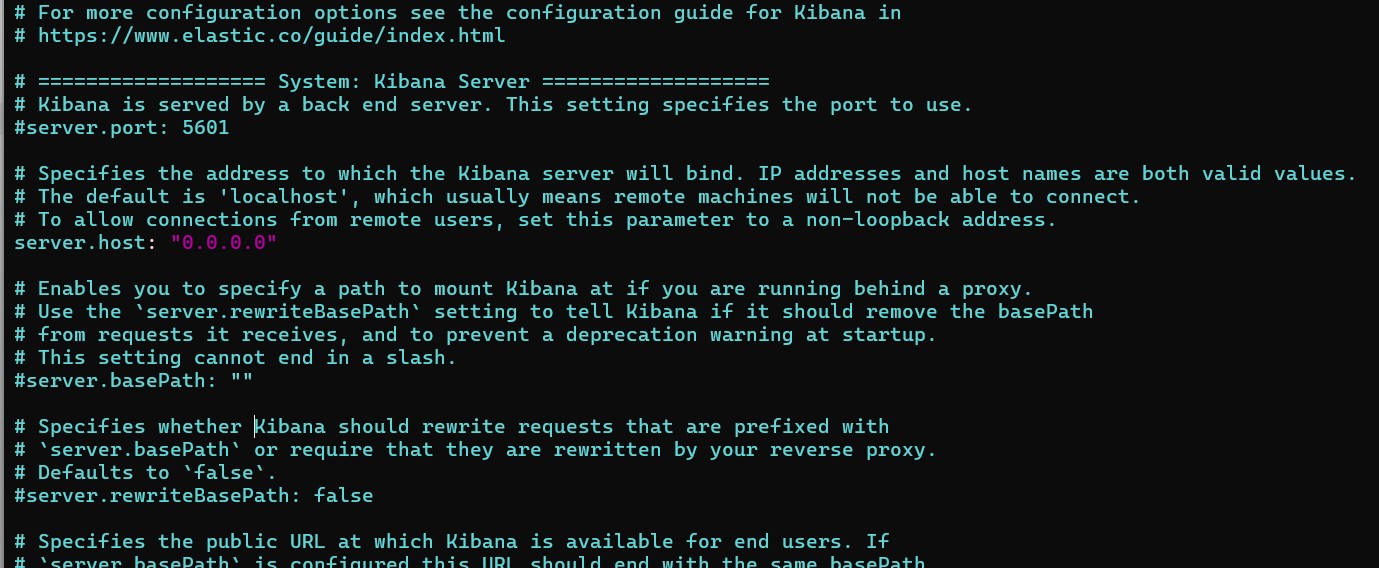 # For more configuration options see the configuration guide for Kibana in
# https://www.elastic.co/guide/index.html
# =================== System: Kibana Server ===================
# Kibana is served by a back end server. This setting specifies the port to use.
#server.port: 5601
# Specifies the address to which the Kibana server will bind. IP addresses and host names are both valid values.
# The default is 'localhost', which usually means remote machines will not be able to connect.
# To allow connections from remote users, set this parameter to a non-loopback address.
server.host: "0.0.0.0"
# Enables you to specify a path to mount Kibana at if you are running behind a proxy.
# Use the `server.rewriteBasePath` setting to tell Kibana if it should remove the basePath
# from requests it receives, and to prevent a deprecation warning at startup.
# This setting cannot end in a slash.
#server.basePath: ""
# Specifies whether Kibana should rewrite requests that are prefixed with
# `server.basePath` or require that they are rewritten by your reverse proxy.
# Defaults to `false`.
#server.rewriteBasePath: false
# Specifies the public URL at which Kibana is available for end users. If
# `server.basePath` is configured this URL should end with the same basePath